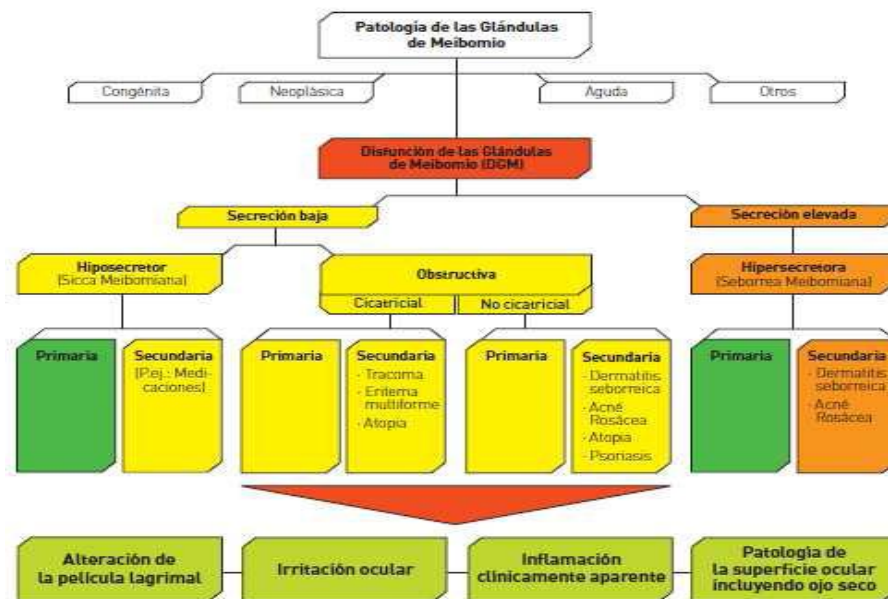 Patología de las Glándulas
de Meibomio
Congénita
Neoplásica
Aguda
Otros
Disfunción de las Glándulas
de Meibomio (DGM)
Secreción baja
Secreción elevada
Hiposecretor
(Sicca Meibomiana)
Obstructiva
Cicatricial
No cicatricial
Hipersecretora
(Seborrea Meibomiana)
Primaria
Secundaria
(P.ej.: Medi-
caciones)
Primaria
Secundaria
- Tracoma
- Eritema
multiforme
- Atopia
Primaria
Secundaria
- Dermatitis
seborreica
- Acné
Rosácea
- Atopia
- Psoriasis
Primaria
Secundaria
- Dermatitis
seborreica
- Acné
Rosácea
Alteración de
la película lagrimal
Irritación ocular
Inflamación
clínicamente aparente
Patología de
la superficie ocular
incluyendo ojo seco